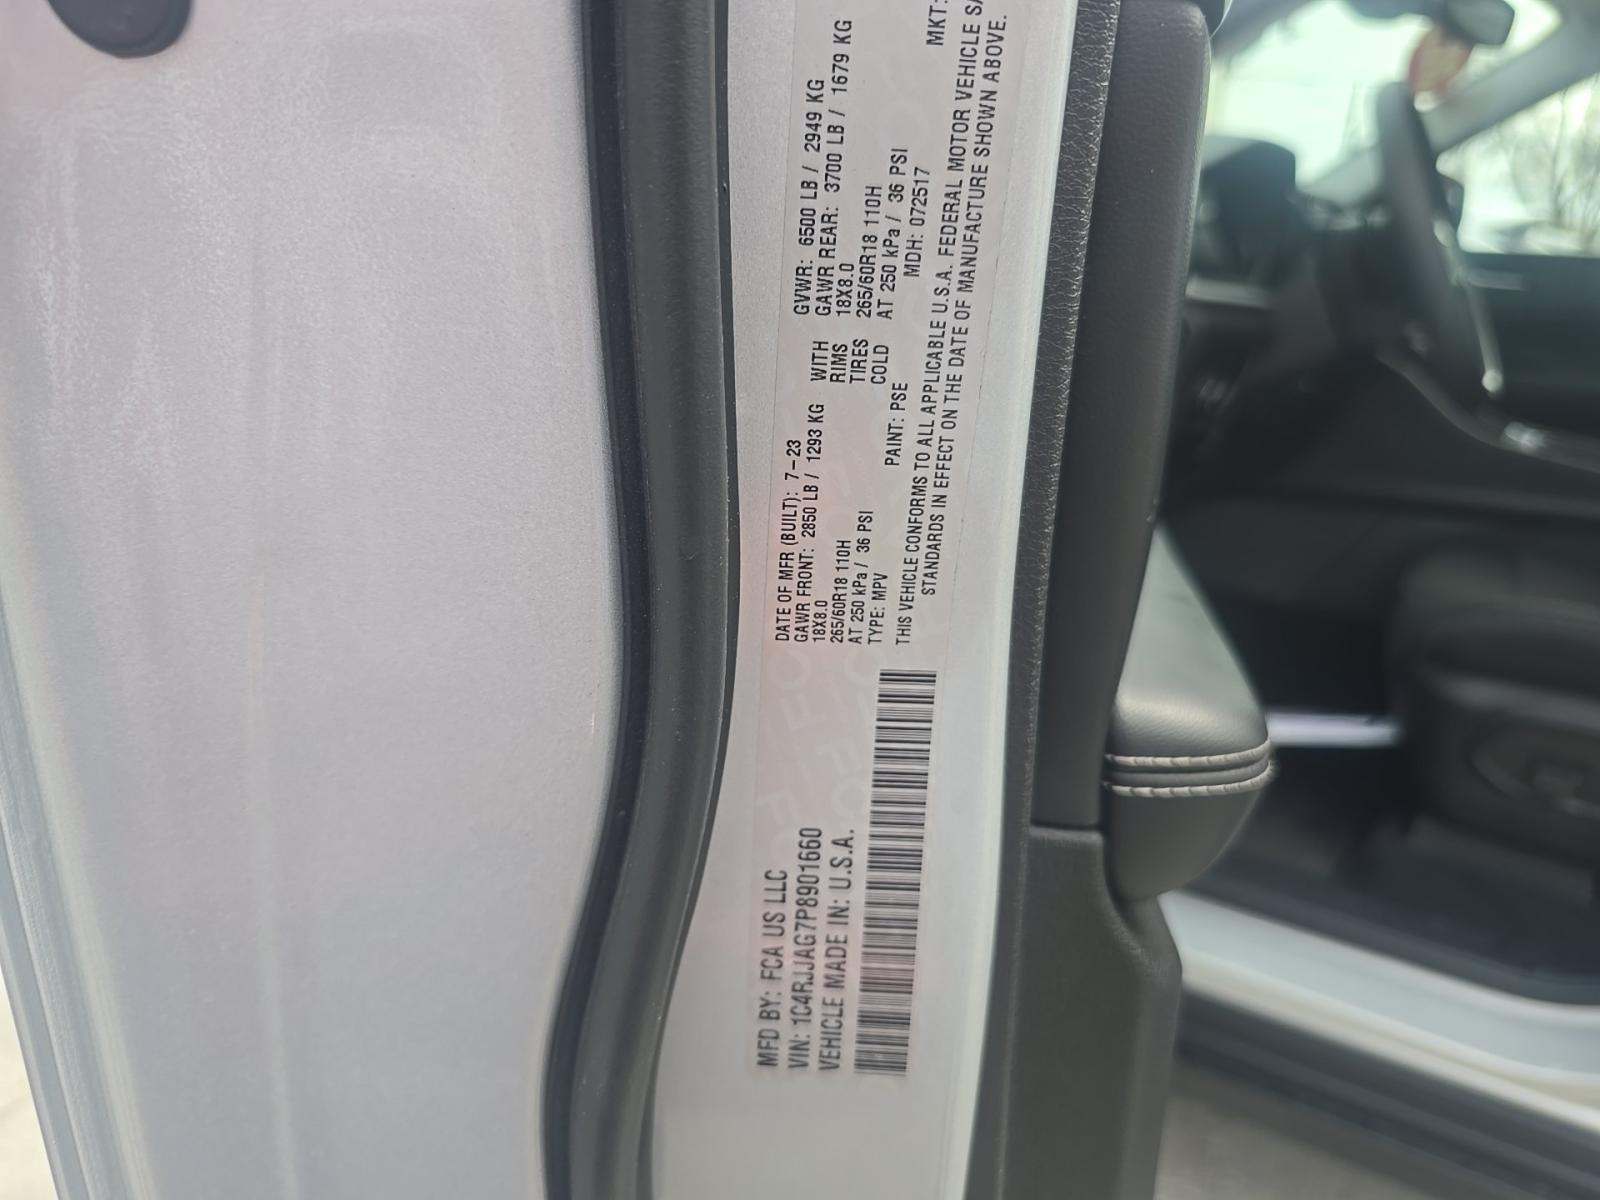 MFD BY: FCA US LLC
VIN: 1C4RJJAG7P8901660
VEHICLE MADE IN: U.S.A.
DATE OF MFR (BUILT): 7-23
GAWR FRONT: 2850 LB / 1293 KG WITH
18X8.0 RIMS
265/60R18 110H TIRES
AT 250 kPa / 36 PSI COLD
TYPE: MPV PAINT: PSE
GVWR: 6500 LB / 2949 KG
GAWR REAR: 3700 LB / 1679 KG
18X8.0
265/60R18 110H
AT 250 kPa / 36 PSI
MDH: 072517 MKT:
THIS VEHICLE CONFORMS TO ALL APPLICABLE U.S.A. FEDERAL MOTOR VEHICLE SA
STANDARDS IN EFFECT ON THE DATE OF MANUFACTURE SHOWN ABOVE.